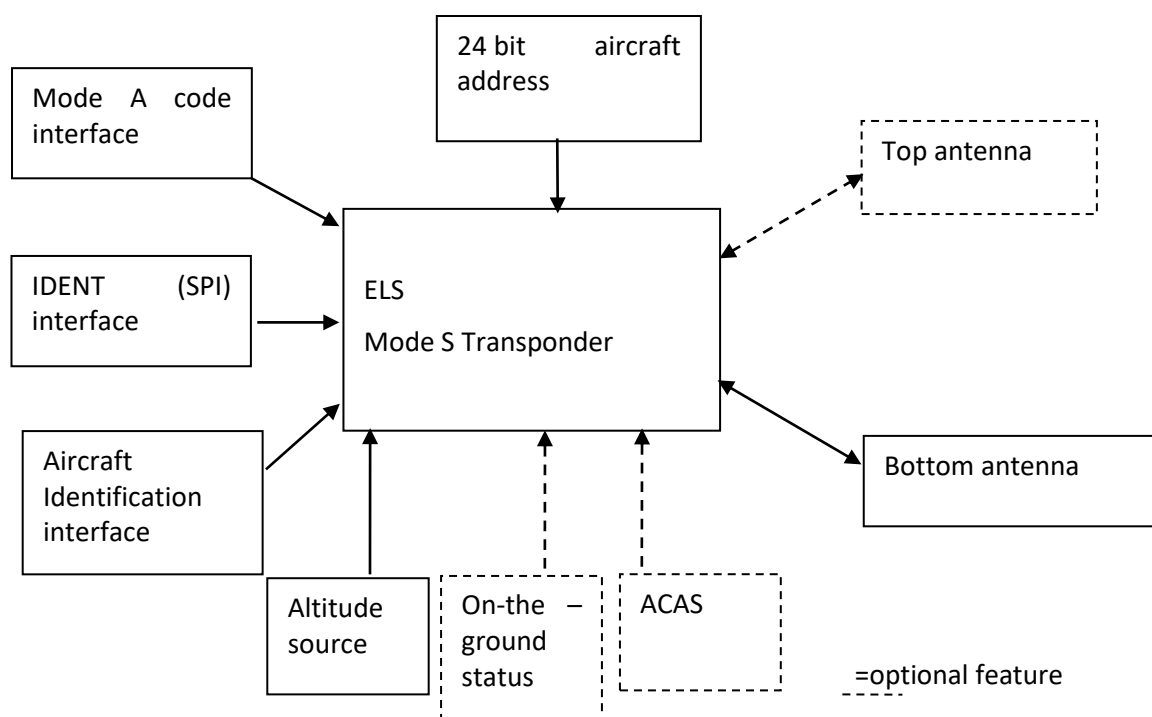 24 bit aircraft
address
Mode A code
interface
Top antenna
IDENT (SPI)
interface
ELS
Mode S Transponder
Aircraft
Identification
interface
Bottom antenna
Altitude
source
On-the –
ground
status
ACAS
=optional feature